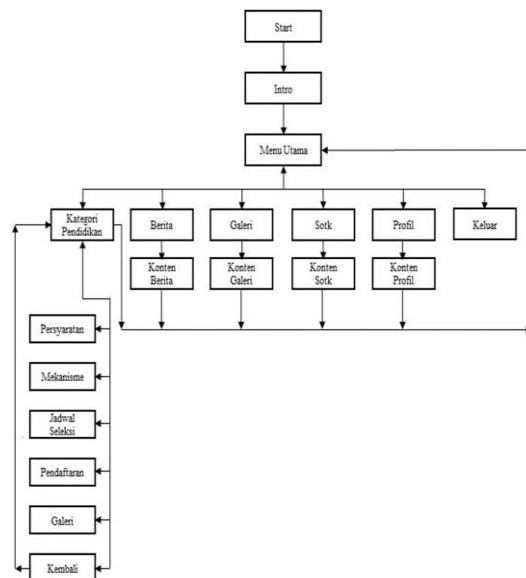 Start
Intro
Menu Utama
Kategori
Pendidikan
Berita
Galeri
Sotk
Profil
Keluar
Konten
Berita
Konten
Galeri
Konten
Sotk
Konten
Profil
Persyaratan
Mekanisme
Jadwal
Seleksi
Pendaftaran
Galeri
Kembali